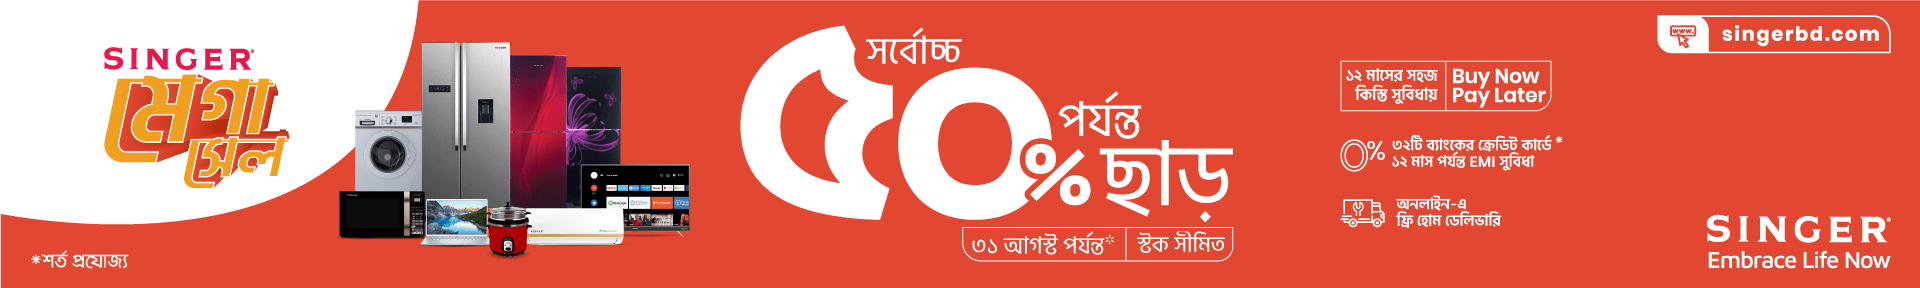 SINGER
মেগা
সেল
*শর্ত প্রযোজ্য
সর্বোচ্চ
৫০%
পর্যন্ত
ছাড়
৩১ আগস্ট পর্যন্ত*
স্টক সীমিত
১২ মাসের সহজ
কিস্তি সুবিধায়
Buy Now
Pay Later
0%
৩২টি ব্যাংকের ক্রেডিট কার্ডে *
১২ মাস পর্যন্ত EMI সুবিধা
অনলাইন-এ
ফ্রি হোম ডেলিভারি
www.
singerbd.com
SINGER
Embrace Life Now